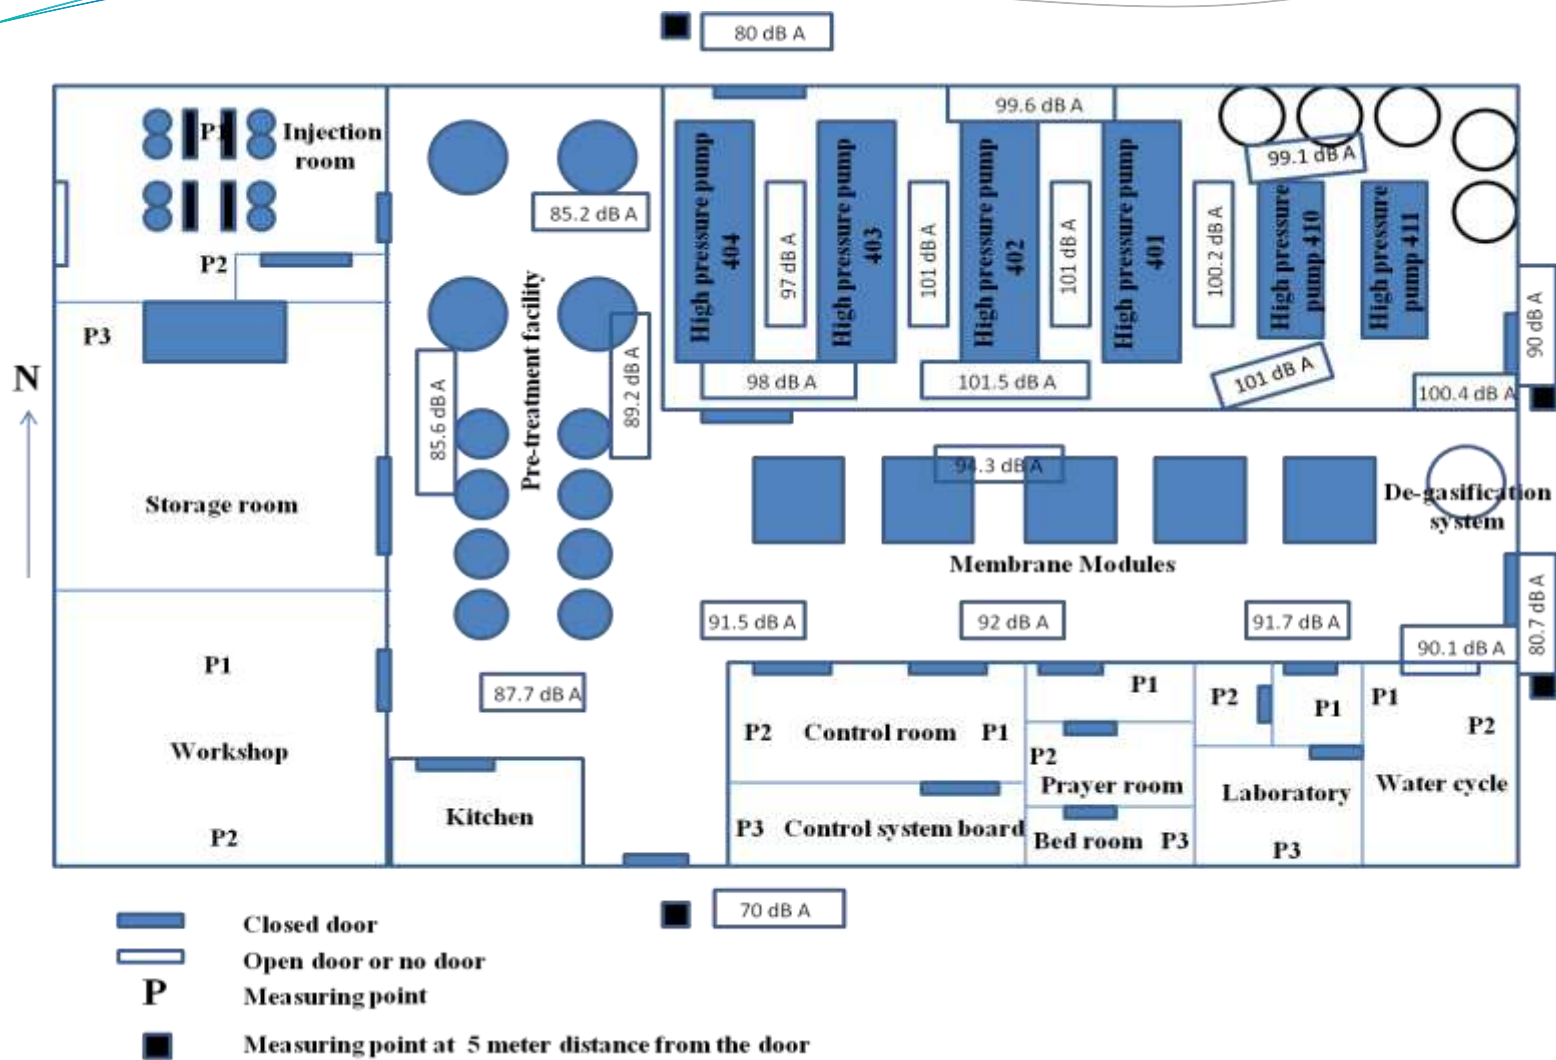 80 dB A
P1
Injection
room
P2
P3
N
Storage room
P1
Workshop
P2
85.2 dB A
85.6 dB A
Pre-treatment facility
89.2 dB A
87.7 dB A
Kitchen
99.6 dB A
High pressure pump
404
97 dB A
High pressure pump
403
101 dB A
High pressure pump
402
101 dB A
High pressure pump
401
100.2 dB A
99.1 dB A
High pressure
pump 410
High pressure
pump 411
98 dB A
101.5 dB A
101 dB A
100.4 dB A
90 dB A
94.3 dB A
De-gasification
system
Membrane Modules
91.5 dB A
92 dB A
91.7 dB A
90.1 dB A
80.7 dB A
P2 Control room P1
P3 Control system board
P1
P2
Prayer room
Bed room P3
P2
P1
Laboratory
P3
P1
P2
Water cycle
70 dB A
Closed door
Open door or no door
P Measuring point
Measuring point at 5 meter distance from the door